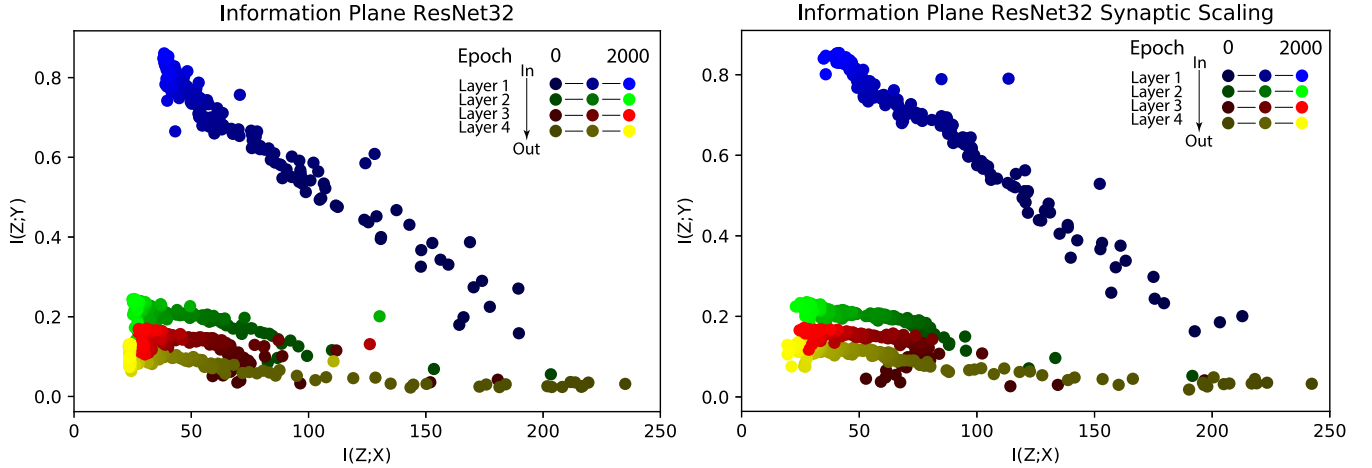 Information Plane ResNet32
I(Z;Y)
0.8
0.6
0.4
0.2
0.0
0 50 100 150 200 250
I(Z;X)
Epoch 0 2000
In
Layer 1
Layer 2
Layer 3
Layer 4
Out
Information Plane ResNet32 Synaptic Scaling
I(Z;Y)
0.8
0.6
0.4
0.2
0.0
0 50 100 150 200 250
I(Z;X)
Epoch 0 2000
In
Layer 1
Layer 2
Layer 3
Layer 4
Out